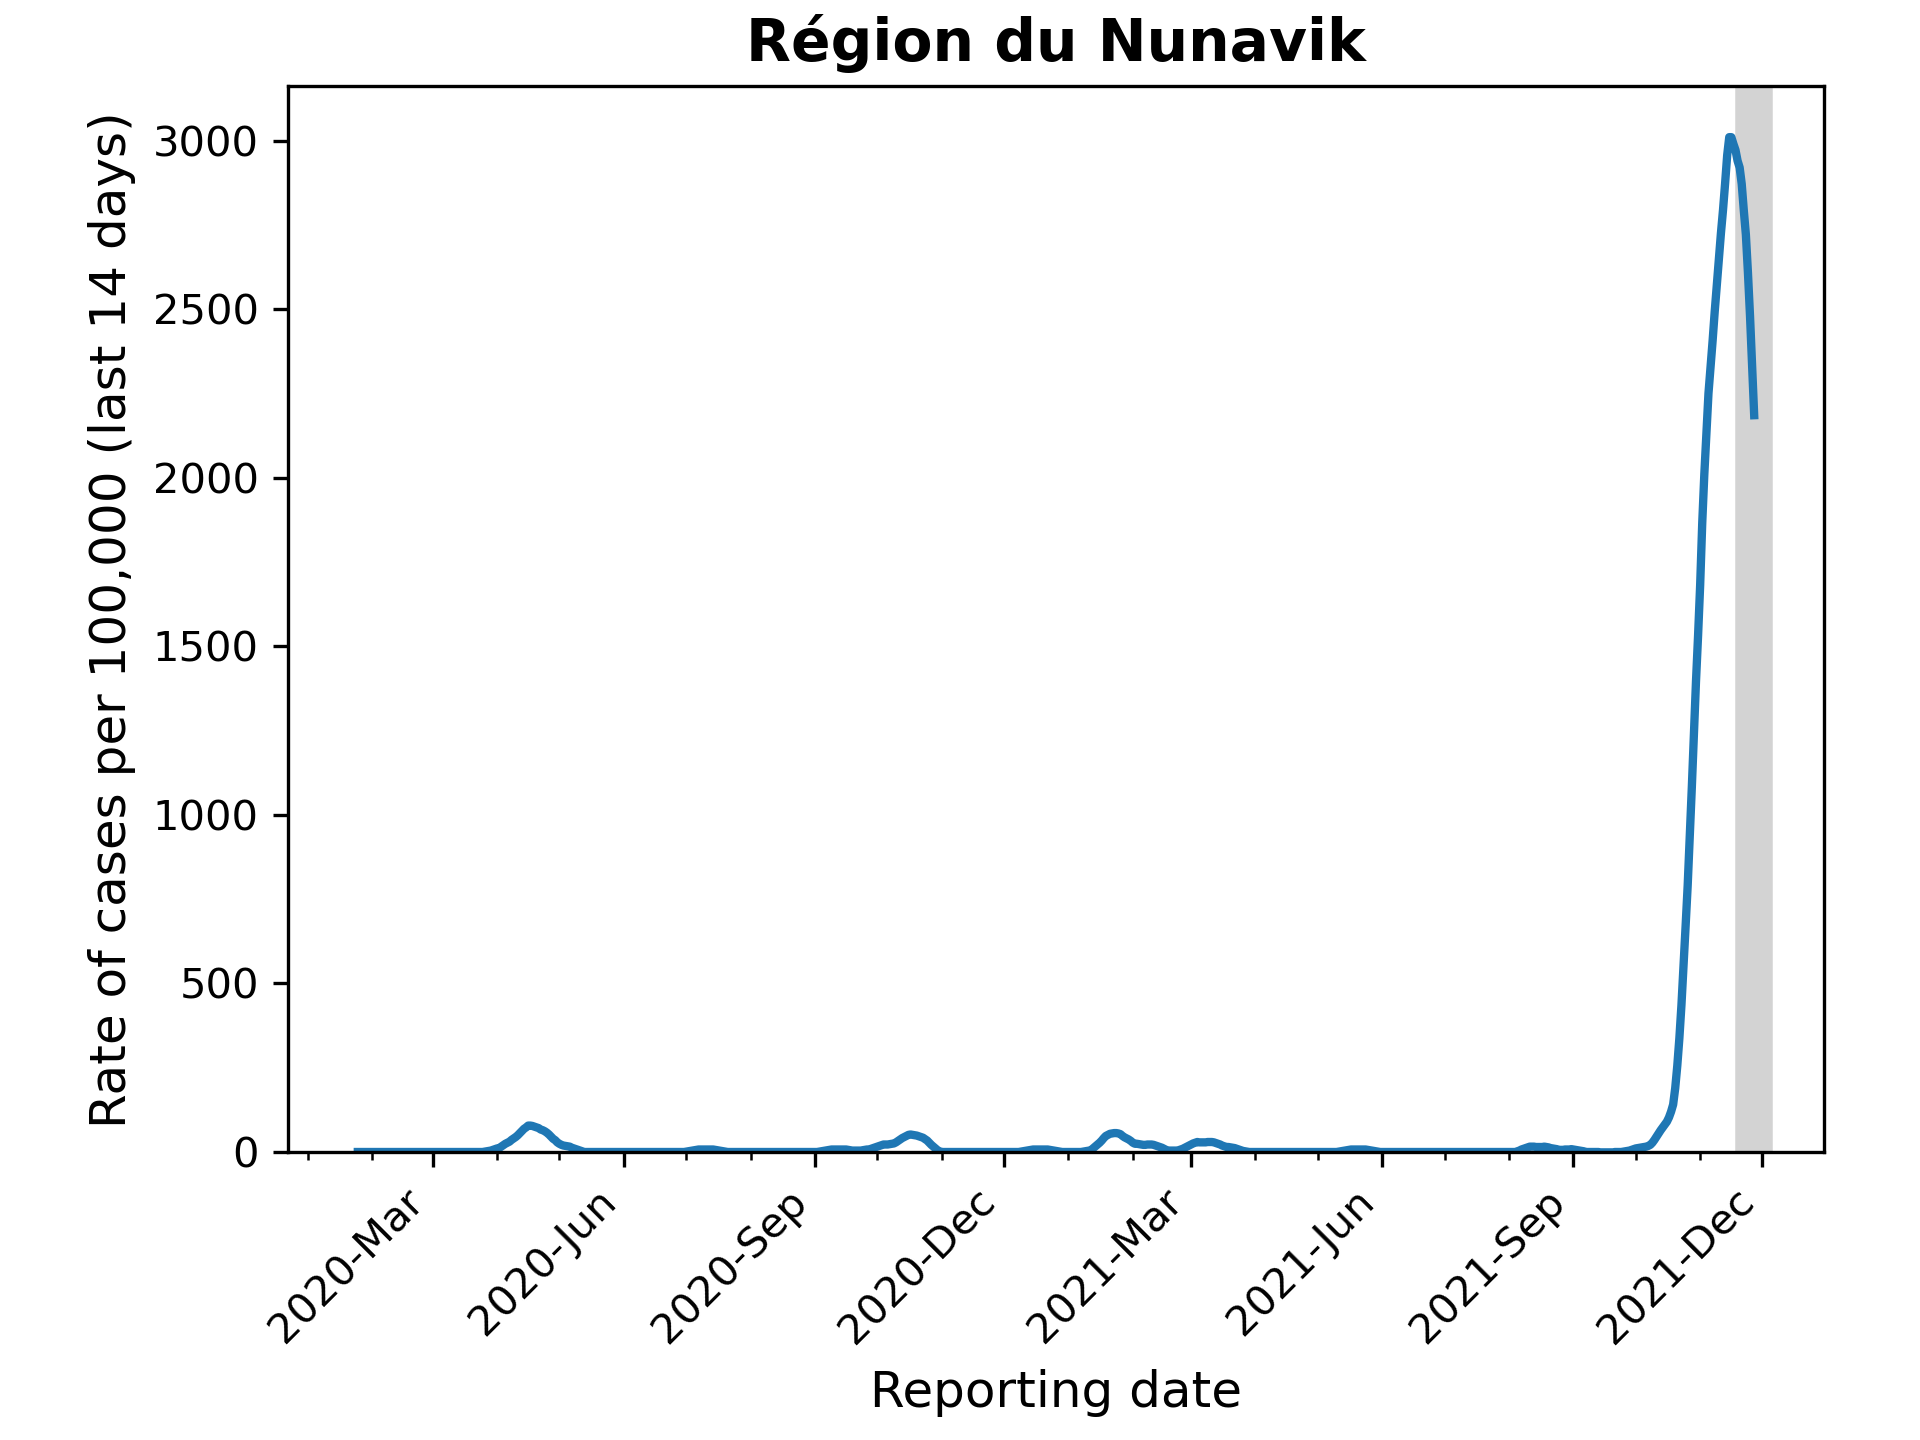 Région du Nunavik
Rate of cases per 100,000 (last 14 days)
3000
2500
2000
1500
1000
500
0
2020-Mar
2020-Jun
2020-Sep
2020-Dec
2021-Mar
2021-Jun
2021-Sep
2021-Dec
Reporting date